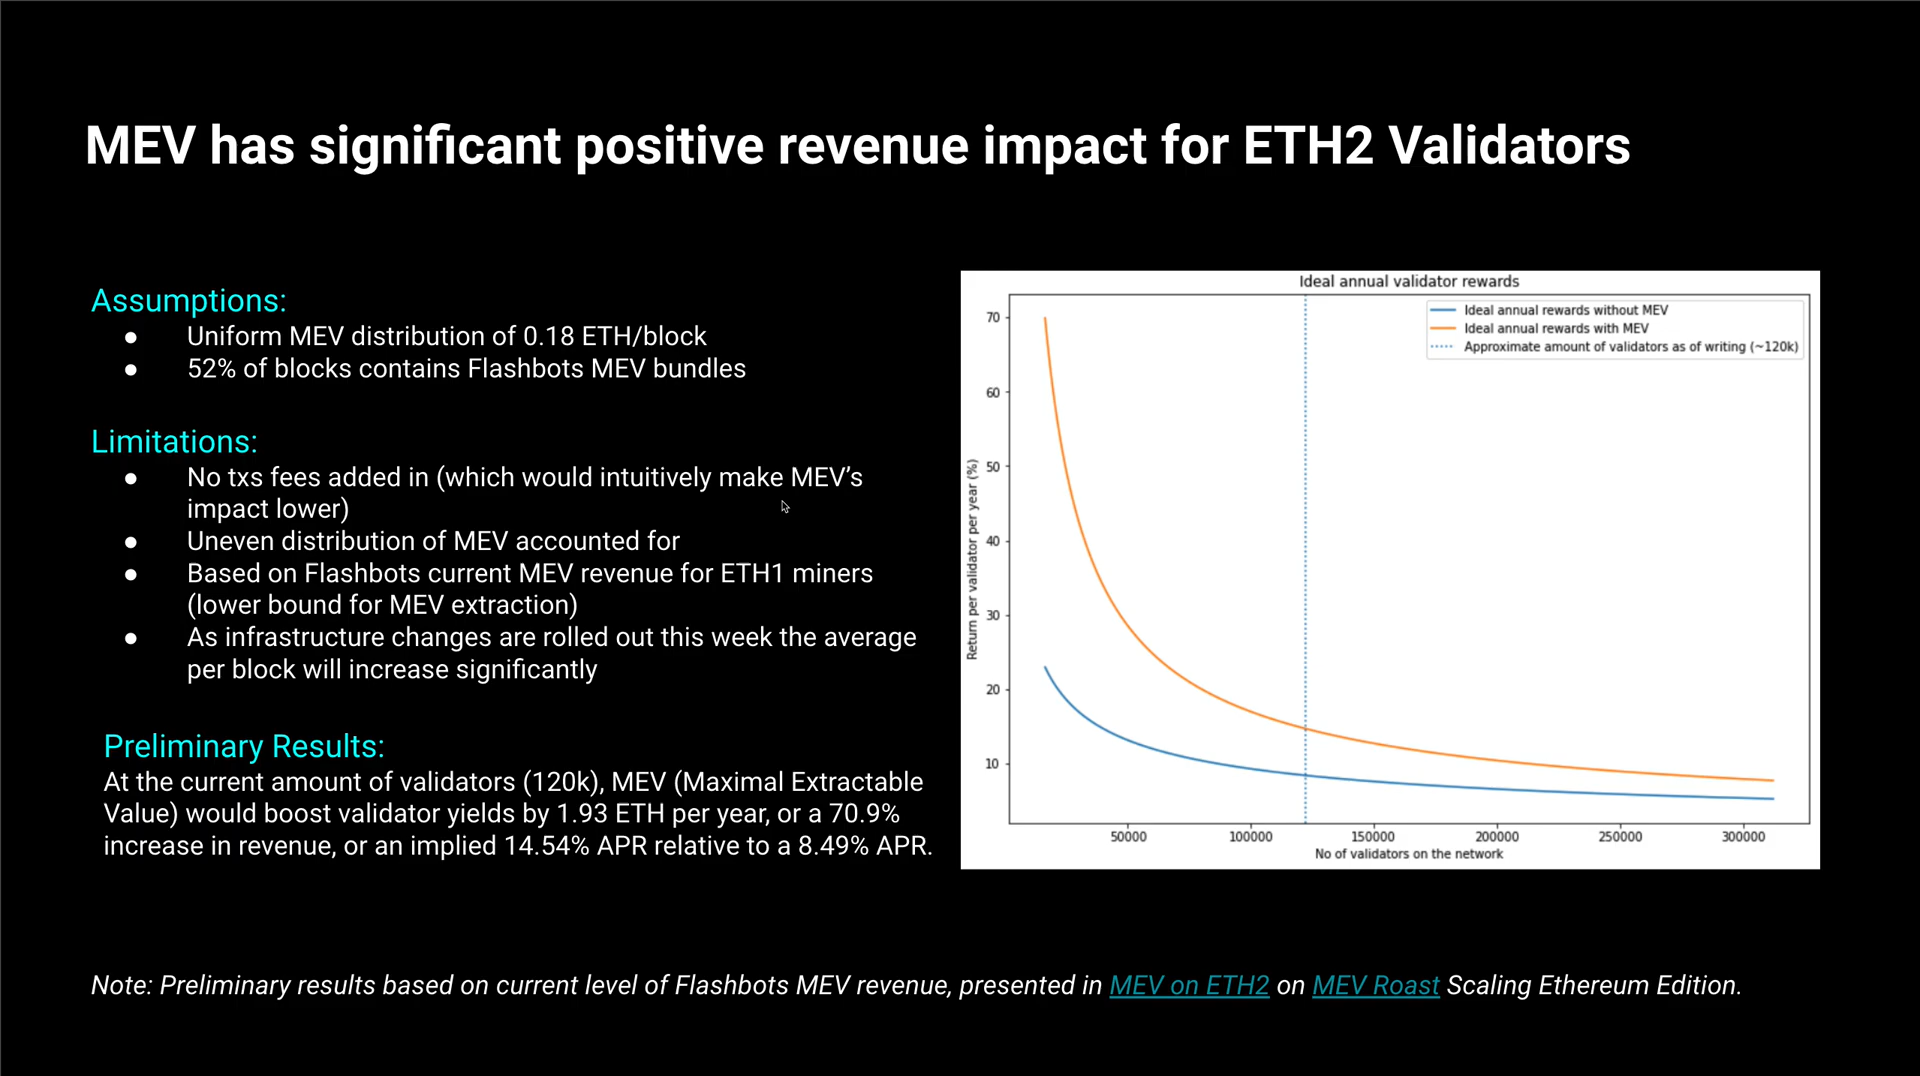 MEV has significant positive revenue impact for ETH2 Validators
Assumptions:
● Uniform MEV distribution of 0.18 ETH/block
● 52% of blocks contains Flashbots MEV bundles
Limitations:
● No txs fees added in (which would intuitively make MEV’s
impact lower)
● Uneven distribution of MEV accounted for
● Based on Flashbots current MEV revenue for ETH1 miners
(lower bound for MEV extraction)
● As infrastructure changes are rolled out this week the average
per block will increase significantly
Preliminary Results:
At the current amount of validators (120k), MEV (Maximal Extractable
Value) would boost validator yields by 1.93 ETH per year, or a 70.9%
increase in revenue, or an implied 14.54% APR relative to a 8.49% APR.
Ideal annual validator rewards
Ideal annual rewards without MEV
Ideal annual rewards with MEV
Approximate amount of validators as of writing (~120k)
Return per validator per year (%)
70
60
50
40
30
20
10
50000 100000 150000 200000 250000 300000
No of validators on the network
Note: Preliminary results based on current level of Flashbots MEV revenue, presented in MEV on ETH2 on MEV Roast Scaling Ethereum Edition.